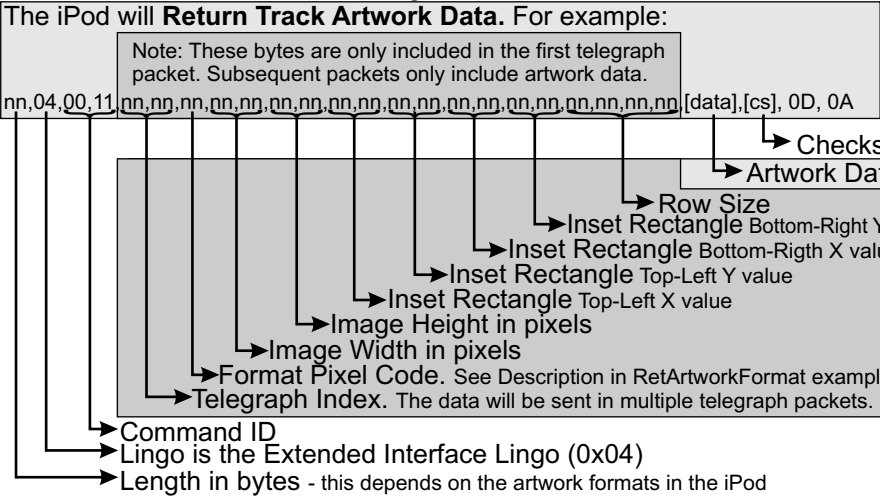 The iPod will Return Track Artwork Data. For example:
Note: These bytes are only included in the first telegraph
packet. Subsequent packets only include artwork data.
nn,04,00,11,nn,nn,nn,nn,nn,nn,nn,nn,nn,nn,nn,nn,nn,nn,nn,nn,nn,nn,nn,[data],[cs], 0D, 0A
Checks
Artwork Dat
Row Size
Inset Rectangle Bottom-Right Y
Inset Rectangle Bottom-Rigth X valu
Inset Rectangle Top-Left Y value
Inset Rectangle Top-Left X value
Image Height in pixels
Image Width in pixels
Format Pixel Code. See Description in RetArtworkFormat exampl
Telegraph Index. The data will be sent in multiple telegraph packets.
Command ID
Lingo is the Extended Interface Lingo (0x04)
Length in bytes - this depends on the artwork formats in the iPod